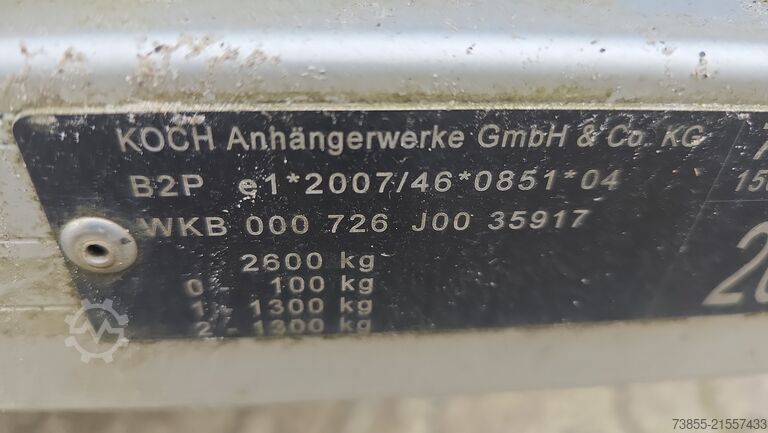 KOCH Anhängerwerke GmbH & Co. KG
B2P e1*2007/46*0851*04
WKB 000 726 J00 35917
2600 kg
0 - 100 kg
1 - 1300 kg
2 - 1300 kg
73855-21557433